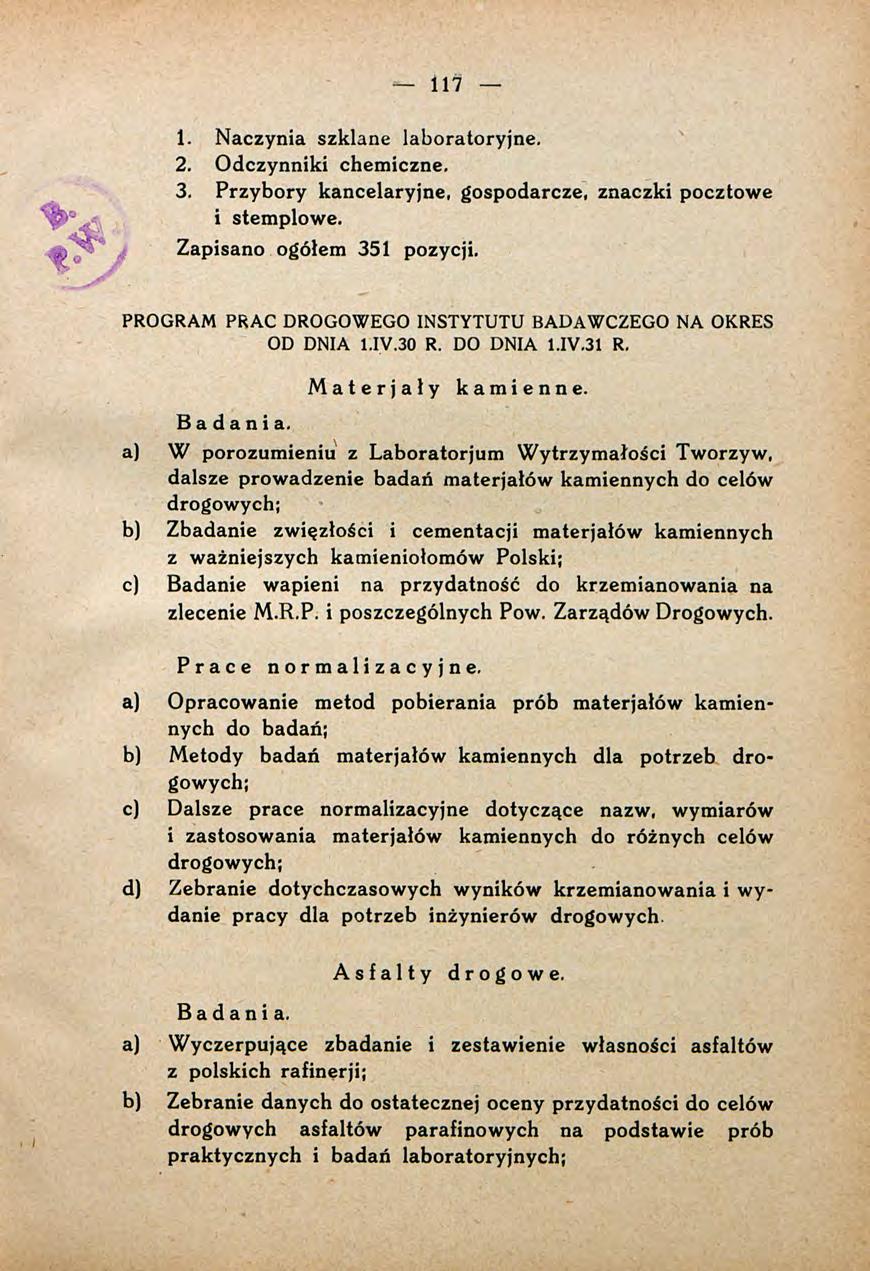 — 117 —
1. Naczynia szklane laboratoryjne.
2. Odczynniki chemiczne.
3. Przybory kancelaryjne, gospodarcze, znaczki pocztowe
i stemplowe.
B.
P.W
Zapisano ogółem 351 pozycji.
PROGRAM PRAC DROGOWEGO INSTYTUTU BADAWCZEGO NA OKRES
OD DNIA 1.IV.30 R. DO DNIA 1.IV.31 R.
Materjały kamienne.
Badania.
a) W porozumieniu z Laboratorjum Wytrzymałości Tworzyw,
dalsze prowadzenie badań materjałów kamiennych do celów
drogowych;
b) Zbadanie zwięzłości i cementacji materjałów kamiennych
z ważniejszych kamieniołomów Polski;
c) Badanie wapieni na przydatność do krzemianowania na
zlecenie M.R.P. i poszczególnych Pow. Zarządów Drogowych.
Prace normalizacyjne.
a) Opracowanie metod pobierania prób materjałów kamien-
nych do badań;
b) Metody badań materjałów kamiennych dla potrzeb dro-
gowych;
c) Dalsze prace normalizacyjne dotyczące nazw, wymiarów
i zastosowania materjałów kamiennych do różnych celów
drogowych;
d) Zebranie dotychczasowych wyników krzemianowania i wy-
danie pracy dla potrzeb inżynierów drogowych.
Asfalty drogowe.
Badania.
a) Wyczerpujące zbadanie i zestawienie własności asfaltów
z polskich rafinerji;
b) Zebranie danych do ostatecznej oceny przydatności do celów
drogowych asfaltów parafinowych na podstawie prób
praktycznych i badań laboratoryjnych;